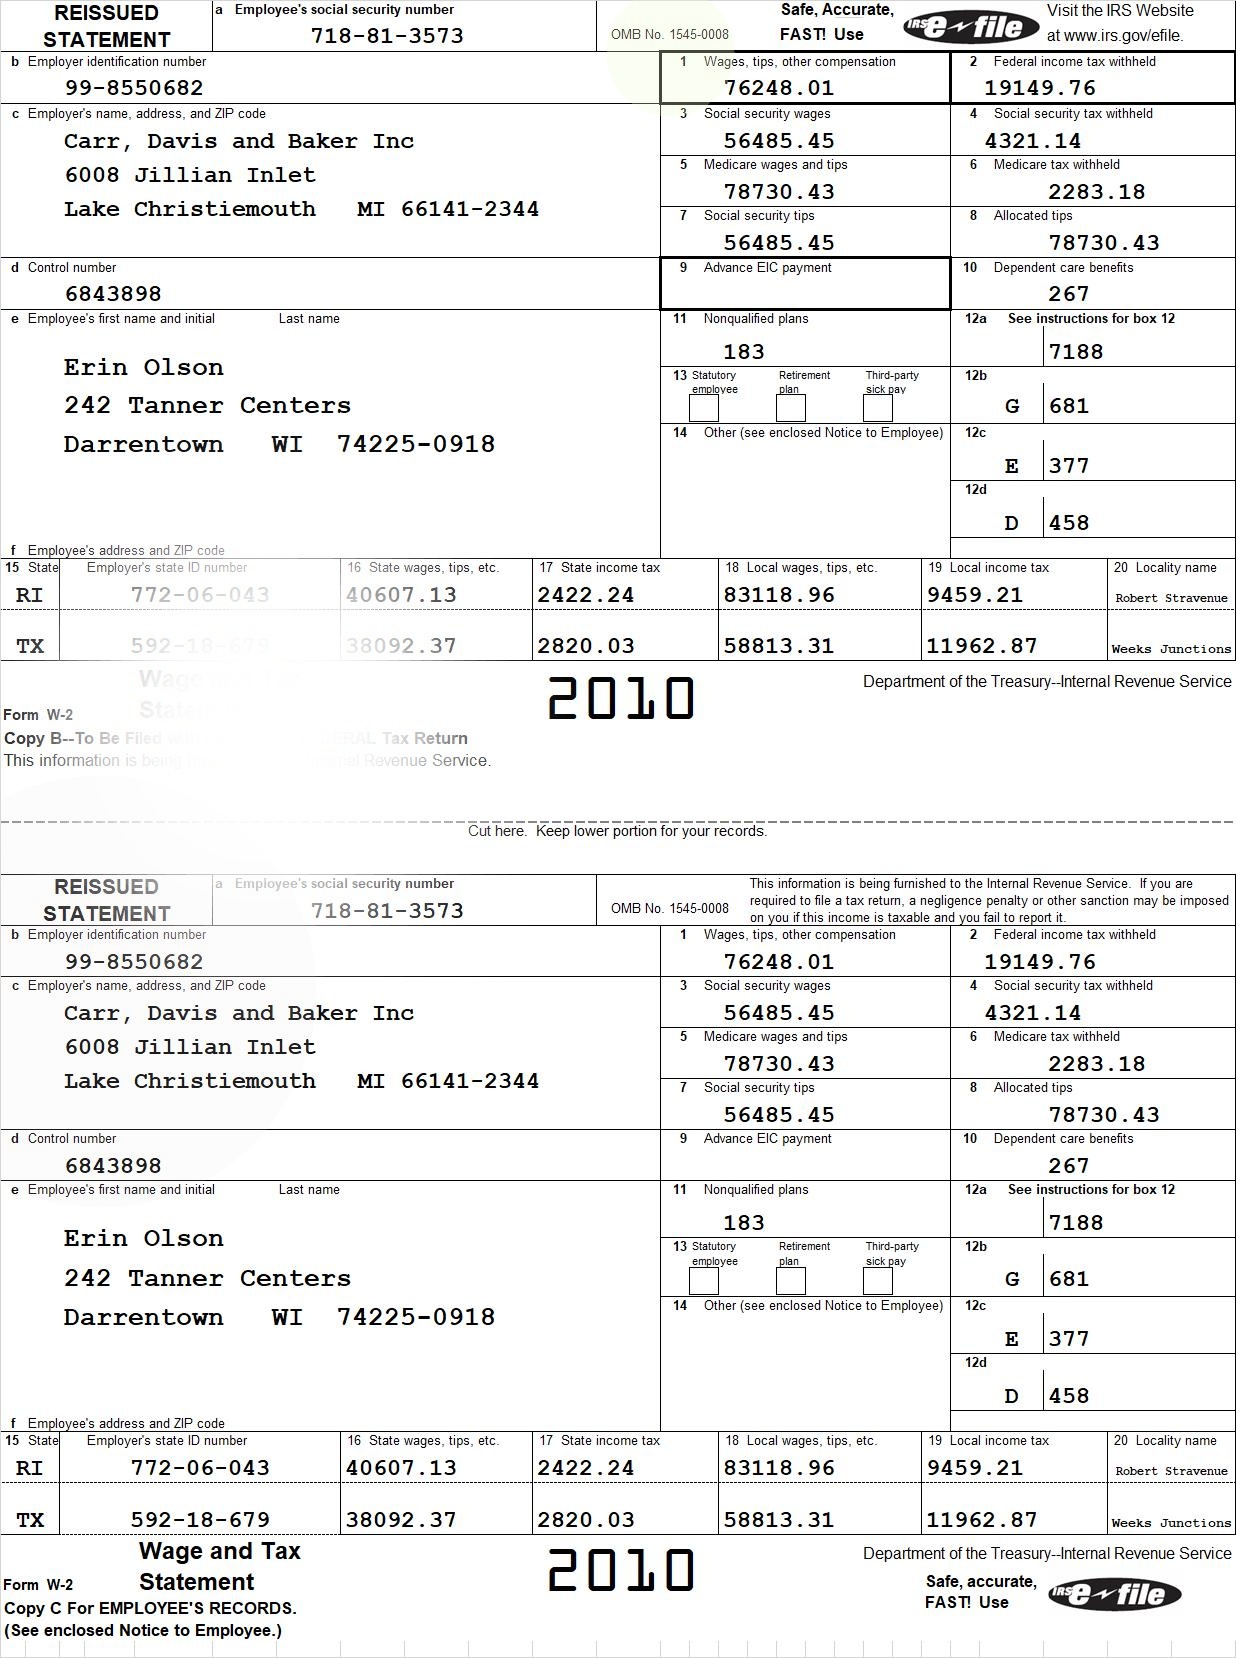 REISSUED STATEMENT
a Employee's social security number
718-81-3573
OMB No. 1545-0008
Safe, Accurate,
FAST! Use
IRS e-file
Visit the IRS Website
at www.irs.gov/efile.
b Employer identification number
99-8550682
1 Wages, tips, other compensation
76248.01
2 Federal income tax withheld
19149.76
c Employer's name, address, and ZIP code
Carr, Davis and Baker Inc
6008 Jillian Inlet
Lake Christiemouth MI 66141-2344
3 Social security wages
56485.45
4 Social security tax withheld
4321.14
5 Medicare wages and tips
78730.43
6 Medicare tax withheld
2283.18
7 Social security tips
56485.45
8 Allocated tips
78730.43
d Control number
6843898
9 Advance EIC payment
10 Dependent care benefits
267
e Employee's first name and initial Last name
Erin Olson
242 Tanner Centers
Darrentown WI 74225-0918
11 Nonqualified plans
183
12a See instructions for box 12
7188
13 Statutory employee
Retirement plan
Third-party sick pay
12b
G 681
14 Other (see enclosed Notice to Employee)
12c
E 377
12d
D 458
f Employee's address and ZIP code
15 State Employer's state ID number 16 State wages, tips, etc. 17 State income tax 18 Local wages, tips, etc. 19 Local income tax 20 Locality name
RI 772-06-043 40607.13 2422.24 83118.96 9459.21 Robert Stravenue
TX 592-18-679 38092.37 2820.03 58813.31 11962.87 Weeks Junctions
Wage
State
Form W-2
2010
Department of the Treasury--Internal Revenue Service
Copy B--To Be Filed Tax Return
This information is being Revenue Service.
Cut here. Keep lower portion for your records.
REISSUED STATEMENT
a Employee's social security number
718-81-3573
OMB No. 1545-0008
This information is being furnished to the Internal Revenue Service. If you are
required to file a tax return, a negligence penalty or other sanction may be imposed
on you if this income is taxable and you fail to report it.
b Employer identification number
99-8550682
1 Wages, tips, other compensation
76248.01
2 Federal income tax withheld
19149.76
c Employer's name, address, and ZIP code
Carr, Davis and Baker Inc
6008 Jillian Inlet
Lake Christiemouth MI 66141-2344
3 Social security wages
56485.45
4 Social security tax withheld
4321.14
5 Medicare wages and tips
78730.43
6 Medicare tax withheld
2283.18
7 Social security tips
56485.45
8 Allocated tips
78730.43
d Control number
6843898
9 Advance EIC payment
10 Dependent care benefits
267
e Employee's first name and initial Last name
Erin Olson
242 Tanner Centers
Darrentown WI 74225-0918
11 Nonqualified plans
183
12a See instructions for box 12
7188
13 Statutory employee
Retirement plan
Third-party sick pay
12b
G 681
14 Other (see enclosed Notice to Employee)
12c
E 377
12d
D 458
f Employee's address and ZIP code
15 State Employer's state ID number 16 State wages, tips, etc. 17 State income tax 18 Local wages, tips, etc. 19 Local income tax 20 Locality name
RI 772-06-043 40607.13 2422.24 83118.96 9459.21 Robert Stravenue
TX 592-18-679 38092.37 2820.03 58813.31 11962.87 Weeks Junctions
Wage and Tax
Statement
Form W-2
2010
Department of the Treasury--Internal Revenue Service
Safe, accurate,
FAST! Use
IRS e-file
Copy C For EMPLOYEE'S RECORDS.
(See enclosed Notice to Employee.)